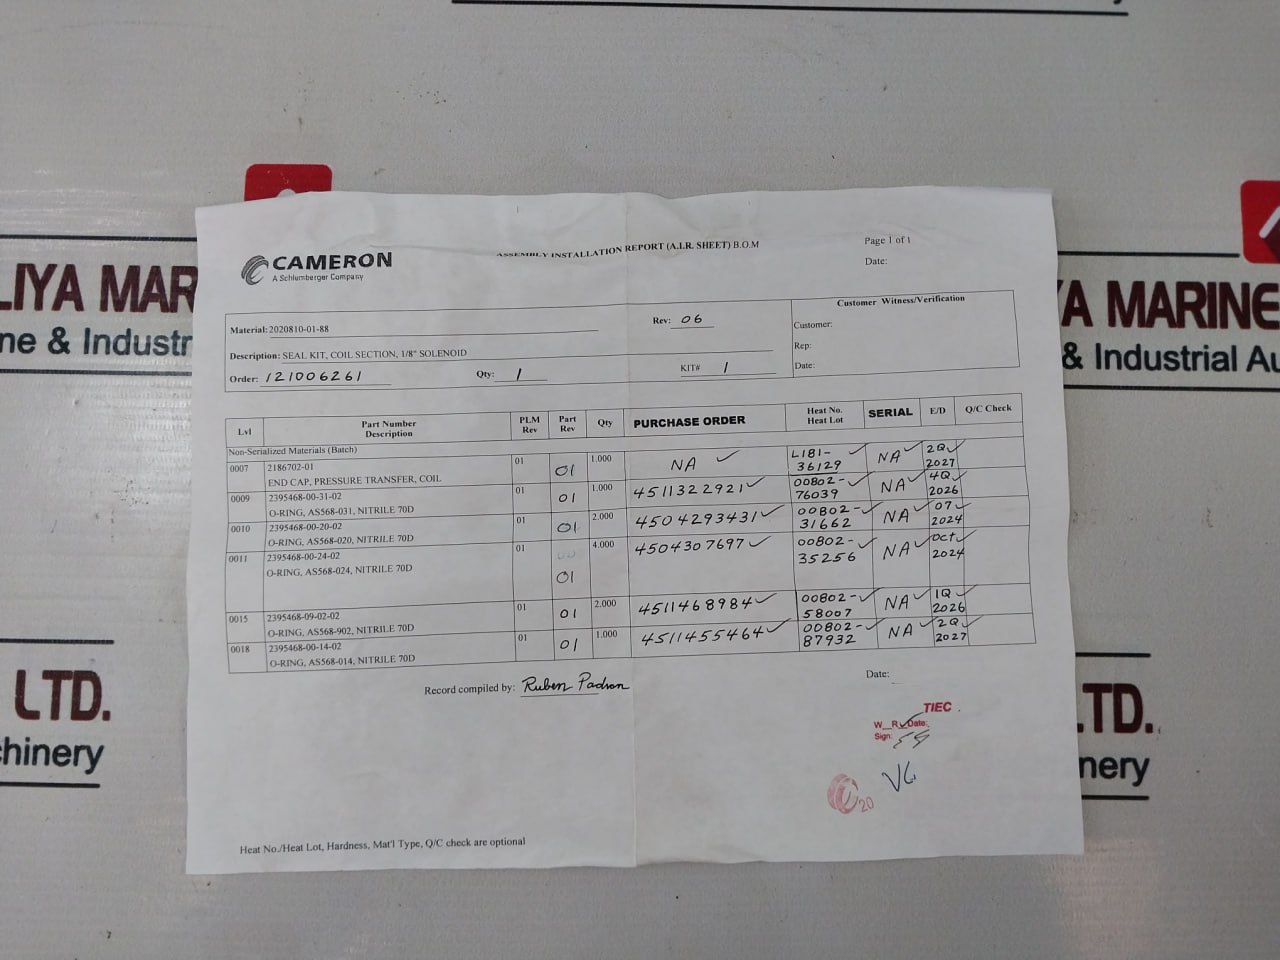 LIYA MAR
ne & Industr
YA MARINE
& Industrial Au
LTD.
chinery
LTD.
nery
CAMERON
A Schlumberger Company
ASSEMBLY INSTALLATION REPORT (A.I.R. SHEET) B.O.M
Page 1 of 1
Date:
Material: 2020810-01-88
Rev: 06
Description: SEAL KIT, COIL SECTION, 1/8" SOLENOID
Order: 121006261
Qty: 1
KIT# 1
Customer Witness/Verification
Customer:
Rep:
Date:
Lvl Part Number Description PLM Rev Part Rev Qty PURCHASE ORDER Heat No. Heat Lot SERIAL E/D Q/C Check
Non-Serialized Materials (Batch)
0007 2186702-01 01 01 1.000 NA ✓ L181-36129 ✓ NA ✓ 2Q ✓ 2027
END CAP, PRESSURE TRANSFER, COIL
0009 2395468-00-31-02 01 01 1.000 4511322921 ✓ 00802-76039 ✓ NA ✓ 4Q ✓ 2026
O-RING, AS568-031, NITRILE 70D
0010 2395468-00-20-02 01 01 2.000 4504293431 ✓ 00802-31662 ✓ NA ✓ 07 ✓ 2024
O-RING, AS568-020, NITRILE 70D
0011 2395468-00-24-02 01 01 4.000 4504307697 ✓ 00802-35256 ✓ NA ✓ Oct ✓ 2024
O-RING, AS568-024, NITRILE 70D
0015 2395468-09-02-02 01 01 2.000 4511468984 ✓ 00802-58007 ✓ NA ✓ 1Q ✓ 2026
O-RING, AS568-902, NITRILE 70D
0018 2395468-00-14-02 01 01 1.000 4511455464 ✓ 00802-87932 ✓ NA ✓ 2Q ✓ 2027
O-RING, AS568-014, NITRILE 70D
Record compiled by: Ruben Padron
Date:
TIEC
W__R ✓ Date:
Sign:
20
VG
Heat No./Heat Lot, Hardness, Mat'l Type, Q/C check are optional